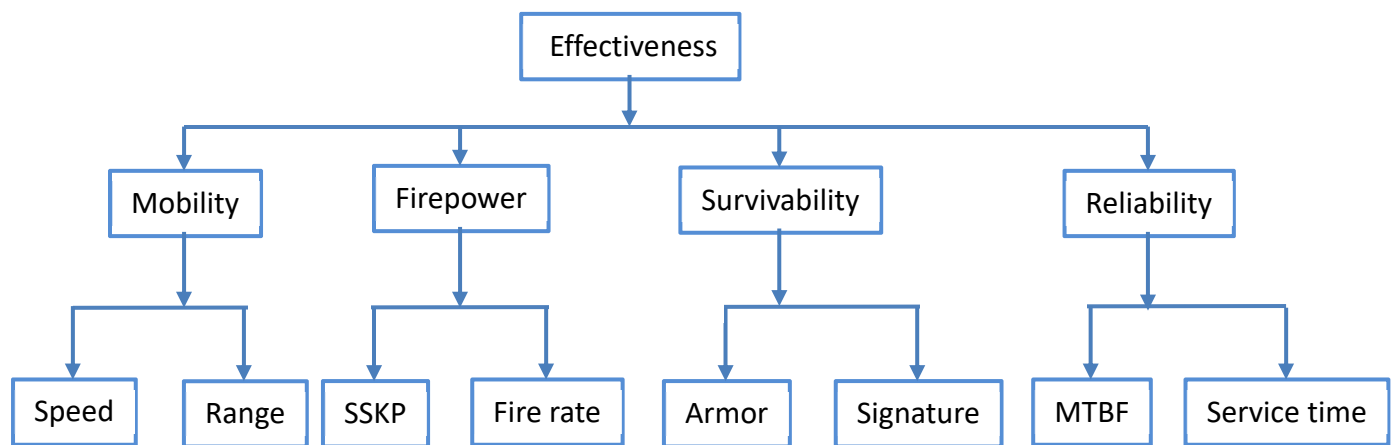 Effectiveness
Mobility
Firepower
Survivability
Reliability
Speed
Range
SSKP
Fire rate
Armor
Signature
MTBF
Service time